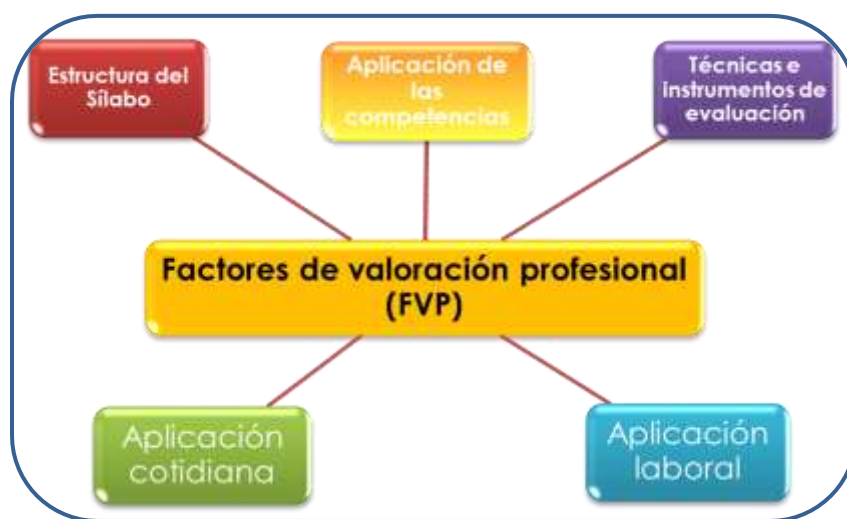 Estructura del
Sílabo
Aplicación de
las
competencias
Técnicas e
instrumentos de
evaluación
Factores de valoración profesional
(FVP)
Aplicación
cotidiana
Aplicación
laboral